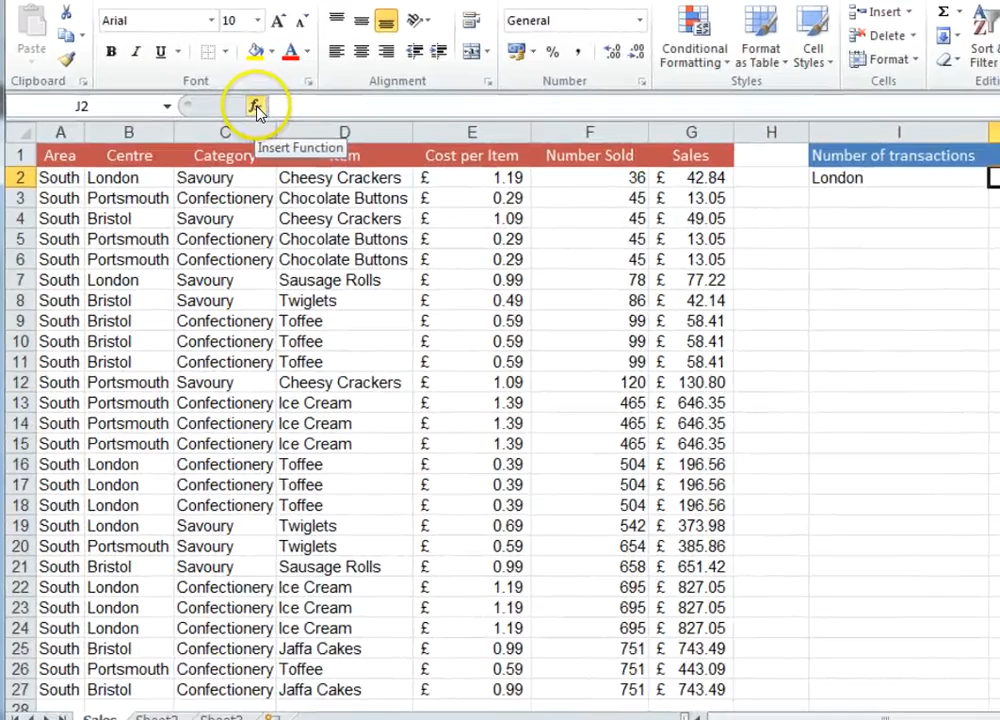 Arial 10 General Insert Σ
Paste B I U % , .0 .00 .00 .0 Conditional Format Cell Delete Sort &
Formatting as Table Styles Format Filter
Clipboard Font Alignment Number Styles Cells
J2 fx
Insert Function
A B C D E F G H I
1 Area Centre Category Item Cost per Item Number Sold Sales Number of transactions
2 South London Savoury Cheesy Crackers £ 1.19 36 £ 42.84 London
3 South Portsmouth Confectionery Chocolate Buttons £ 0.29 45 £ 13.05
4 South Bristol Savoury Cheesy Crackers £ 1.09 45 £ 49.05
5 South Portsmouth Confectionery Chocolate Buttons £ 0.29 45 £ 13.05
6 South Portsmouth Confectionery Chocolate Buttons £ 0.29 45 £ 13.05
7 South London Savoury Sausage Rolls £ 0.99 78 £ 77.22
8 South Bristol Savoury Twiglets £ 0.49 86 £ 42.14
9 South Bristol Confectionery Toffee £ 0.59 99 £ 58.41
10 South Bristol Confectionery Toffee £ 0.59 99 £ 58.41
11 South Bristol Confectionery Toffee £ 0.59 99 £ 58.41
12 South Portsmouth Savoury Cheesy Crackers £ 1.09 120 £ 130.80
13 South Portsmouth Confectionery Ice Cream £ 1.39 465 £ 646.35
14 South Portsmouth Confectionery Ice Cream £ 1.39 465 £ 646.35
15 South Portsmouth Confectionery Ice Cream £ 1.39 465 £ 646.35
16 South London Confectionery Toffee £ 0.39 504 £ 196.56
17 South London Confectionery Toffee £ 0.39 504 £ 196.56
18 South London Confectionery Toffee £ 0.39 504 £ 196.56
19 South London Savoury Twiglets £ 0.69 542 £ 373.98
20 South Portsmouth Savoury Twiglets £ 0.59 654 £ 385.86
21 South Bristol Savoury Sausage Rolls £ 0.99 658 £ 651.42
22 South London Confectionery Ice Cream £ 1.19 695 £ 827.05
23 South London Confectionery Ice Cream £ 1.19 695 £ 827.05
24 South London Confectionery Ice Cream £ 1.19 695 £ 827.05
25 South Bristol Confectionery Jaffa Cakes £ 0.99 751 £ 743.49
26 South Portsmouth Confectionery Toffee £ 0.59 751 £ 443.09
27 South Bristol Confectionery Jaffa Cakes £ 0.99 751 £ 743.49
28
Sales Sheet2 Sheet3